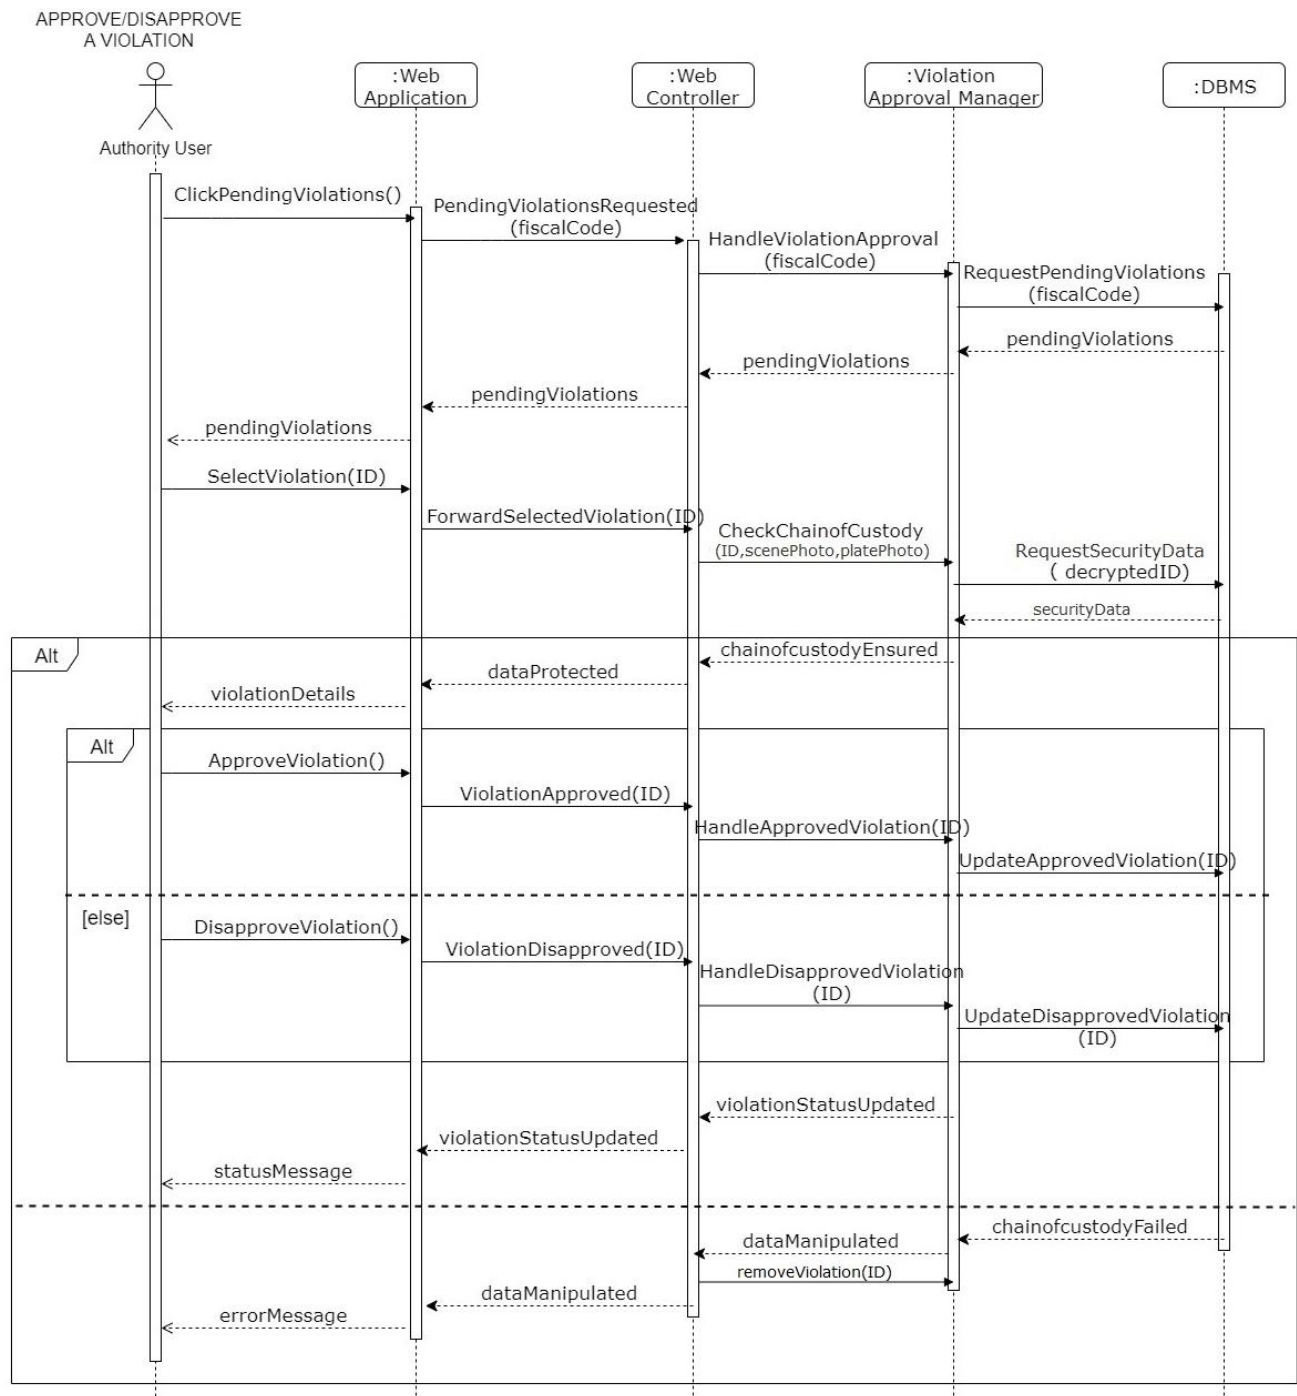 APPROVE/DISAPPROVE
A VIOLATION
:Web
Application
:Web
Controller
:Violation
Approval Manager
:DBMS
Authority User
ClickPendingViolations()
PendingViolationsRequested
(fiscalCode)
HandleViolationApproval
(fiscalCode)
RequestPendingViolations
(fiscalCode)
pendingViolations
pendingViolations
pendingViolations
pendingViolations
SelectViolation(ID)
ForwardSelectedViolation(ID)
CheckChainofCustody
(ID,scenePhoto,platePhoto)
RequestSecurityData
( decryptedID)
securityData
Alt
chainofcustodyEnsured
dataProtected
violationDetails
Alt
ApproveViolation()
ViolationApproved(ID)
HandleApprovedViolation(ID)
UpdateApprovedViolation(ID)
[else]
DisapproveViolation()
ViolationDisapproved(ID)
HandleDisapprovedViolation
(ID)
UpdateDisapprovedViolation
(ID)
violationStatusUpdated
violationStatusUpdated
statusMessage
chainofcustodyFailed
dataManipulated
removeViolation(ID)
dataManipulated
errorMessage